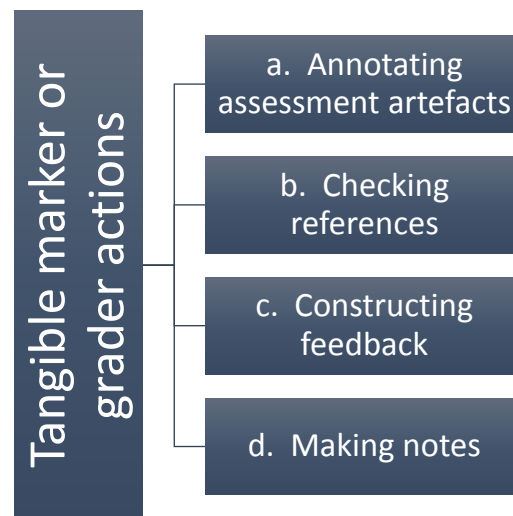 Tangible marker or
grader actions
a. Annotating
assessment artefacts
b. Checking
references
c. Constructing
feedback
d. Making notes